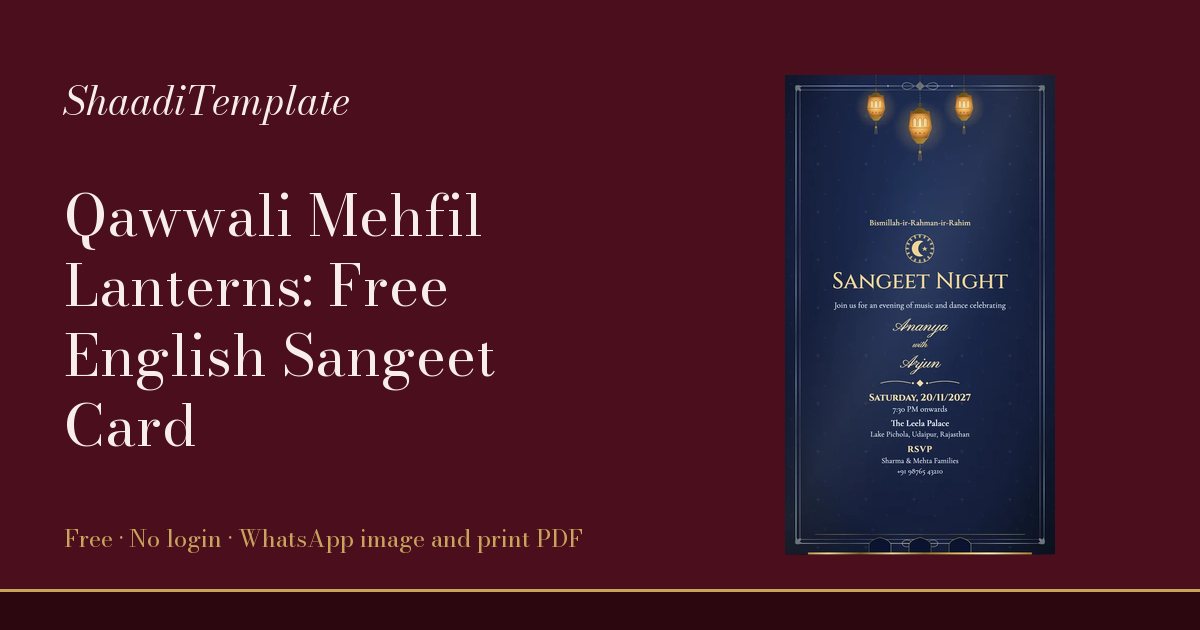 ShaadiTemplate
Qawwali Mehfil
Lanterns: Free
English Sangeet
Card
Free · No login · WhatsApp image and print PDF
Bismillah-ir-Rahman-ir-Rahim
Sangeet Night
Join us for an evening of music and dance celebrating
Ananya
with
Arjun
Saturday, 20/11/2027
7:30 PM onwards
The Leela Palace
Lake Pichola, Udaipur, Rajasthan
RSVP
Sharma & Mehta Families
+91 98765 43210